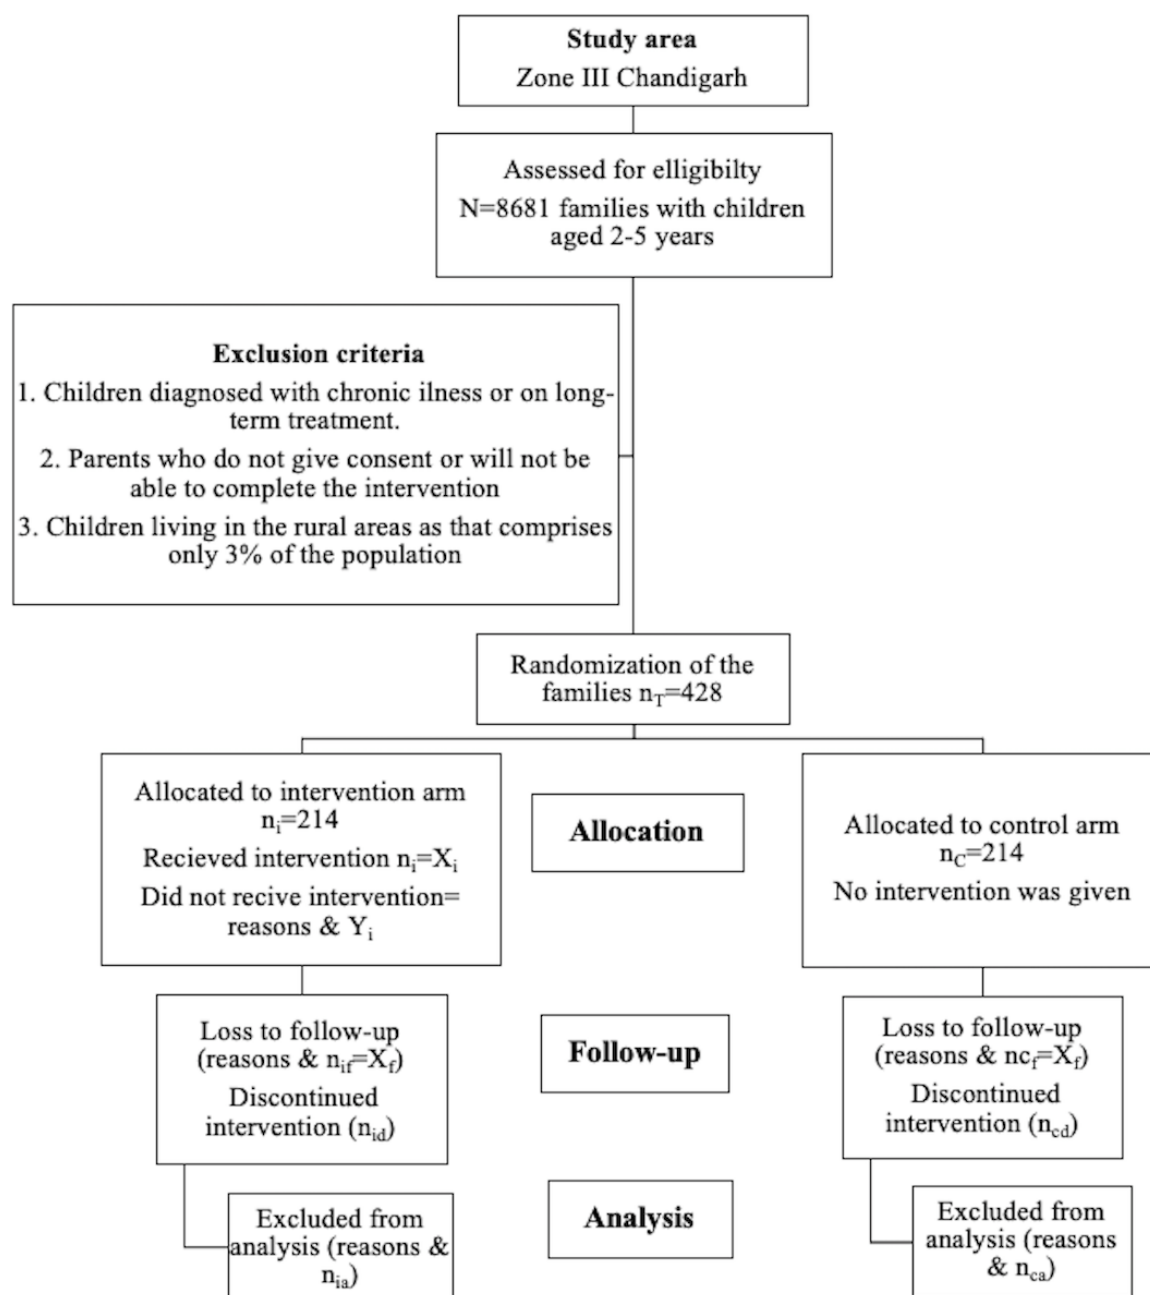 Study area
Zone III Chandigarh
Assessed for elligibilty
N=8681 families with children
aged 2-5 years
Exclusion criteria
1. Children diagnosed with chronic ilness or on long-
term treatment.
2. Parents who do not give consent or will not be
able to complete the intervention
3. Children living in the rural areas as that comprises
only 3% of the population
Randomization of the
families nT=428
Allocated to intervention arm
ni=214
Recieved intervention ni=Xi
Did not recive intervention=
reasons & Yi
Allocation
Allocated to control arm
nC=214
No intervention was given
Loss to follow-up
(reasons & nif=Xf)
Discontinued
intervention (nid)
Follow-up
Loss to follow-up
(reasons & ncf=Xf)
Discontinued
intervention (ncd)
Excluded from
analysis (reasons &
nia)
Analysis
Excluded from
analysis (reasons
& nca)